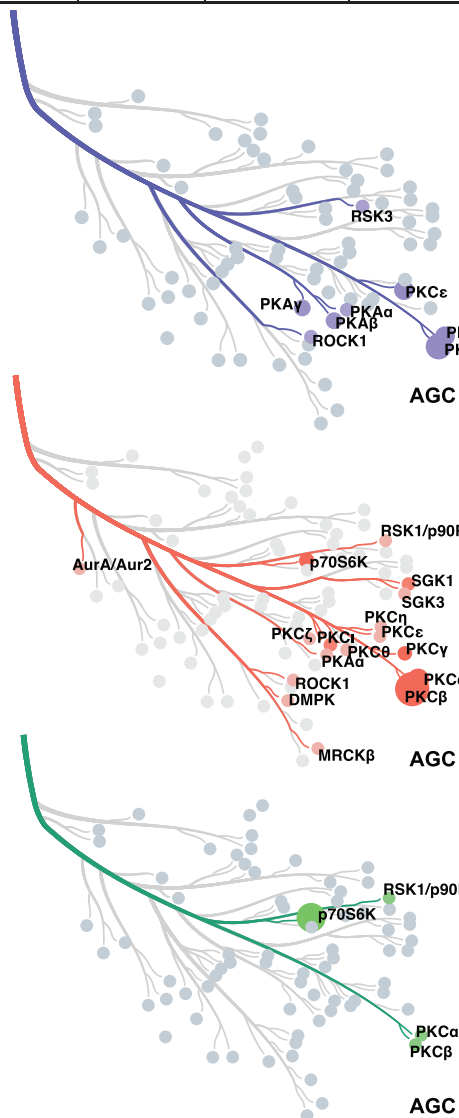 RSK3
PKCε
PKAγ
PKAα
PKAβ
ROCK1
AGC
RSK1/p90
AurA/Aur2
p70S6K
SGK1
SGK3
PKCη
PKCζ
PKCι
PKCε
PKCθ
PKCγ
PKAα
ROCK1
PKC
DMPK
PKCβ
MRCKβ
AGC
RSK1/p90
p70S6K
PKCα
PKCβ
AGC